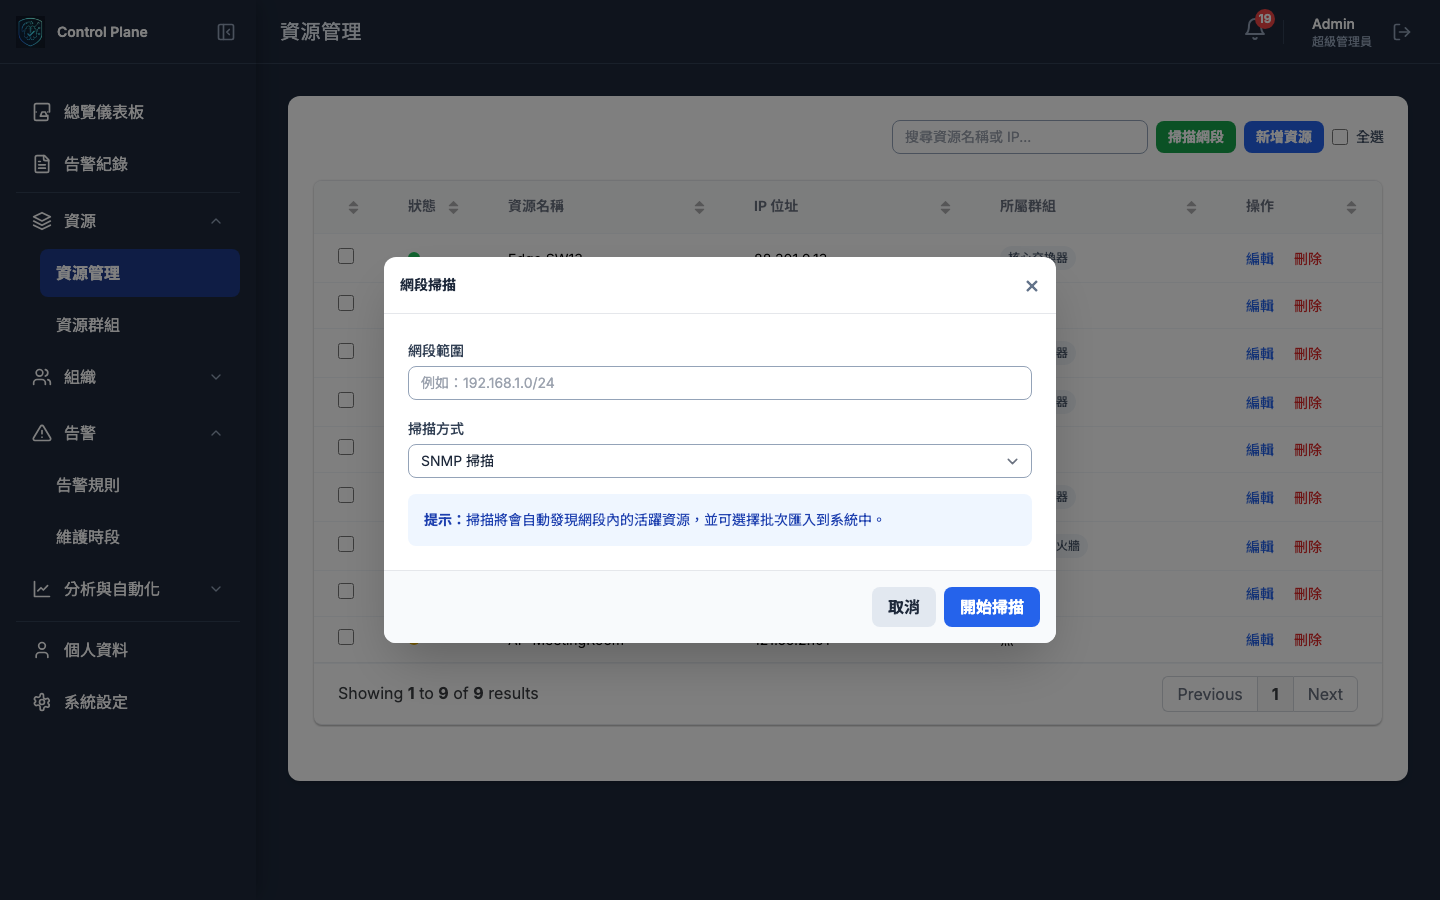 Control Plane
資源管理
19
Admin
超級管理員
總覽儀表板
告警紀錄
資源
資源管理
資源群組
組織
告警
告警規則
維護時段
分析與自動化
個人資料
系統設定
搜尋資源名稱或 IP...
掃描網段
新增資源
全選
狀態
資源名稱
IP 位址
所屬群組
操作
編輯 刪除
編輯 刪除
器
編輯 刪除
器
編輯 刪除
編輯 刪除
器
編輯 刪除
火牆
編輯 刪除
編輯 刪除
編輯 刪除
網段掃描
網段範圍
例如：192.168.1.0/24
掃描方式
SNMP 掃描
提示：掃描將會自動發現網段內的活躍資源，並可選擇批次匯入到系統中。
取消
開始掃描
Showing 1 to 9 of 9 results
Previous
1
Next